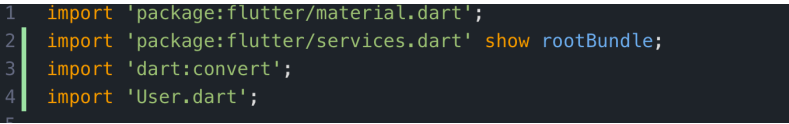 1 import 'package:flutter/material.dart';
2 import 'package:flutter/services.dart' show rootBundle;
3 import 'dart:convert';
4 import 'User.dart';
5